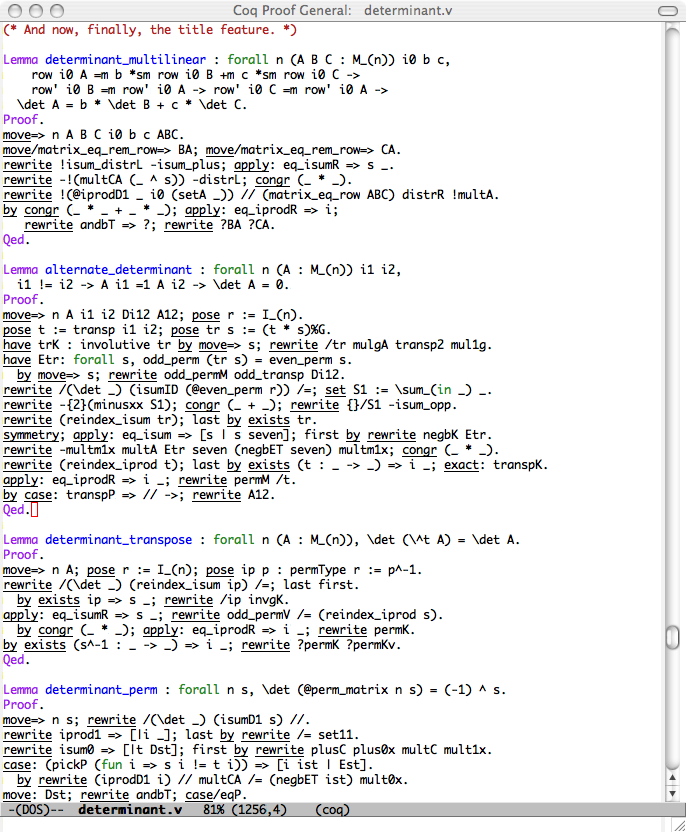 Coq Proof General:   determinant.v
(* And now, finally, the title feature. *)
Lemma determinant_multilinear : forall n (A B C : M_(n)) i0 b c,
    row i0 A =m b *sm row i0 B +m c *sm row i0 C ->
    row' i0 B =m row' i0 A -> row' i0 C =m row' i0 A ->
  \det A = b * \det B + c * \det C.
Proof.
move=> n A B C i0 b c ABC.
move/matrix_eq_rem_row=> BA; move/matrix_eq_rem_row=> CA.
rewrite !isum_distrL -isum_plus; apply: eq_isumR => s _.
rewrite -!(multCA (_ ^ s)) -distrL; congr (_ * _).
rewrite !(@iprodD1 _ i0 (setA _)) // (matrix_eq_row ABC) distrR !multA.
by congr (_ * _ + _ * _); apply: eq_iprodR => i;
   rewrite andbT => ?; rewrite ?BA ?CA.
Qed.
Lemma alternate_determinant : forall n (A : M_(n)) i1 i2,
  i1 != i2 -> A i1 =1 A i2 -> \det A = 0.
Proof.
move=> n A i1 i2 Di12 A12; pose r := I_(n).
pose t := transp i1 i2; pose tr s := (t * s)%G.
have trK : involutive tr by move=> s; rewrite /tr mulgA transp2 mul1g.
have Etr: forall s, odd_perm (tr s) = even_perm s.
  by move=> s; rewrite odd_permM odd_transp Di12.
rewrite /(\det _) (isumID (@even_perm r)) /=; set S1 := \sum_(in _) _.
rewrite -{2}(minusxx S1); congr (_ + _); rewrite {}/S1 -isum_opp.
rewrite (reindex_isum tr); last by exists tr.
symmetry; apply: eq_isum => [s | s seven]; first by rewrite negbK Etr.
rewrite -multm1x multA Etr seven (negbET seven) multm1x; congr (_ * _).
rewrite (reindex_iprod t); last by exists (t : _ -> _) => i _; exact: transpK.
apply: eq_iprodR => i _; rewrite permM /t.
by case: transpP => // ->; rewrite A12.
Qed.
Lemma determinant_transpose : forall n (A : M_(n)), \det (\^t A) = \det A.
Proof.
move=> n A; pose r := I_(n); pose ip p : permType r := p^-1.
rewrite /(\det _) (reindex_isum ip) /=; last first.
  by exists ip => s _; rewrite /ip invgK.
apply: eq_isumR => s _; rewrite odd_permV /= (reindex_iprod s).
  by congr (_ * _); apply: eq_iprodR => i _; rewrite permK.
by exists (s^-1 : _ -> _) => i _; rewrite ?permK ?permKv.
Qed.
Lemma determinant_perm : forall n s, \det (@perm_matrix n s) = (-1) ^ s.
Proof.
move=> n s; rewrite /(\det _) (isumD1 s) //.
rewrite iprod1 => [|i _]; last by rewrite /= set11.
rewrite isum0 => [|t Dst]; first by rewrite plusC plus0x multC mult1x.
case: (pickP (fun i => s i != t i)) => [i ist | Est].
  by rewrite (iprodD1 i) // multCA /= (negbET ist) mult0x.
move: Dst; rewrite andbT; case/eqP.
-(DOS)--  determinant.v   81% (1256,4)    (coq)